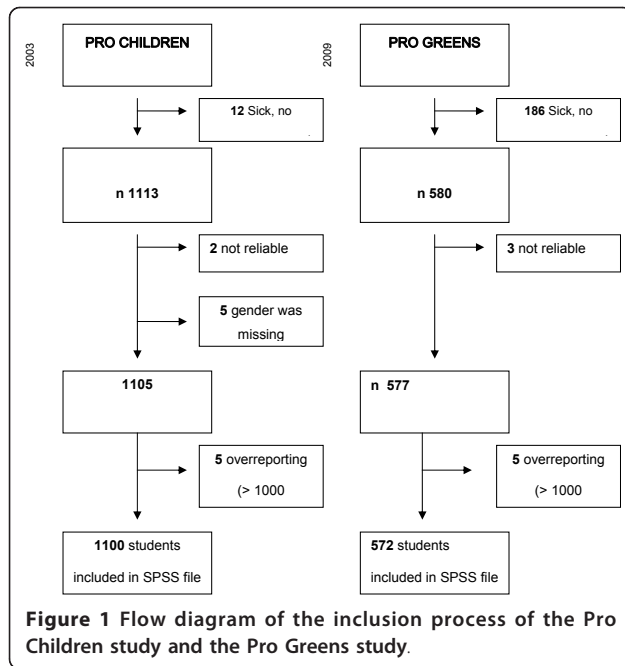 2003
PRO CHILDREN
12 Sick, no
.
n 1113
2 not reliable
5 gender was
missing
1105
5 overreporting
(> 1000
1100 students
included in SPSS file
2009
PRO GREENS
186 Sick, no
.
n 580
3 not reliable
n 577
5 overreporting
(> 1000
572 students
included in SPSS file
Figure 1 Flow diagram of the inclusion process of the Pro
Children study and the Pro Greens study.